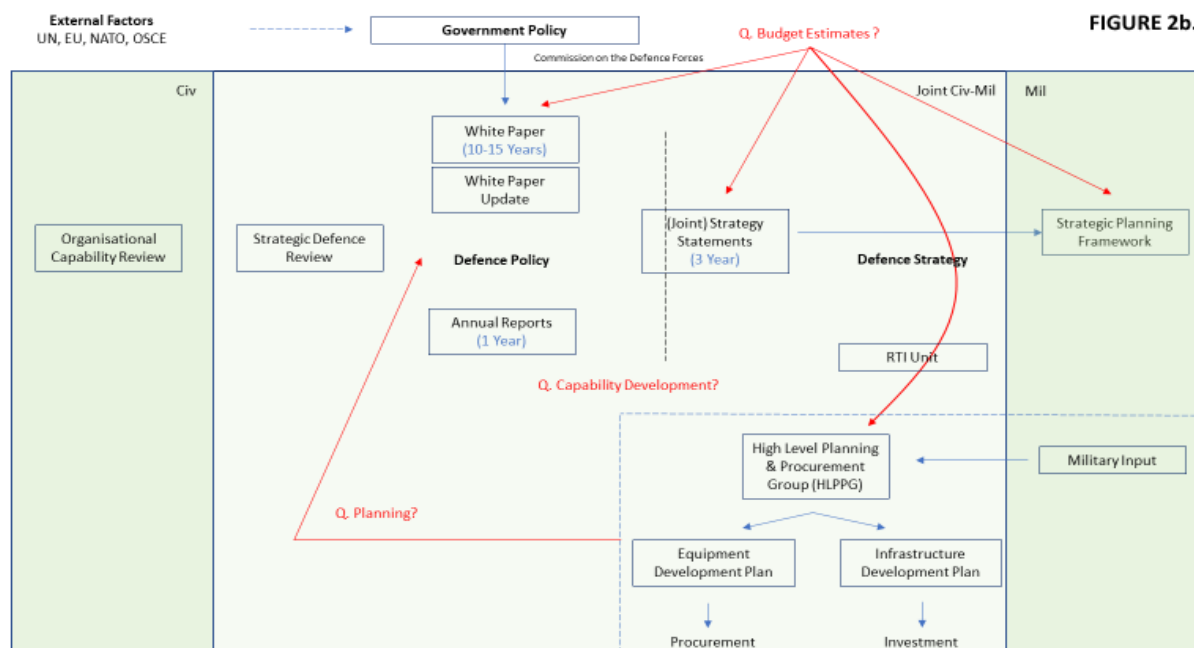 External Factors
UN, EU, NATO, OSCE
Government Policy
Q. Budget Estimates ?
FIGURE 2b.
Commission on the Defence Forces
Civ
Joint Civ-Mil
Mil
White Paper
(10-15 Years)
White Paper
Update
Organisational
Capability Review
Strategic Defence
Review
Defence Policy
(Joint) Strategy
Statements
(3 Year)
Defence Strategy
Strategic Planning
Framework
Annual Reports
(1 Year)
RTI Unit
Q. Capability Development?
High Level Planning
& Procurement
Group (HLPPG)
Military Input
Q. Planning?
Equipment
Development Plan
Infrastructure
Development Plan
Procurement
Investment